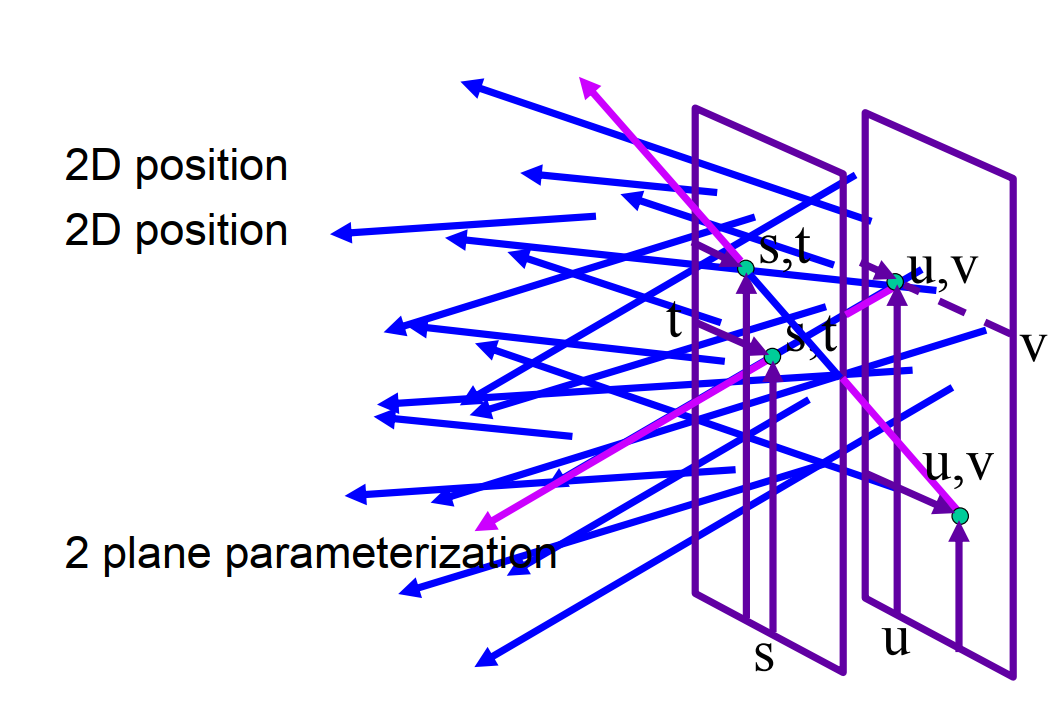 2D position
2D position
s,t
u,v
t
s,t
v
u,v
2 plane parameterization
s
u